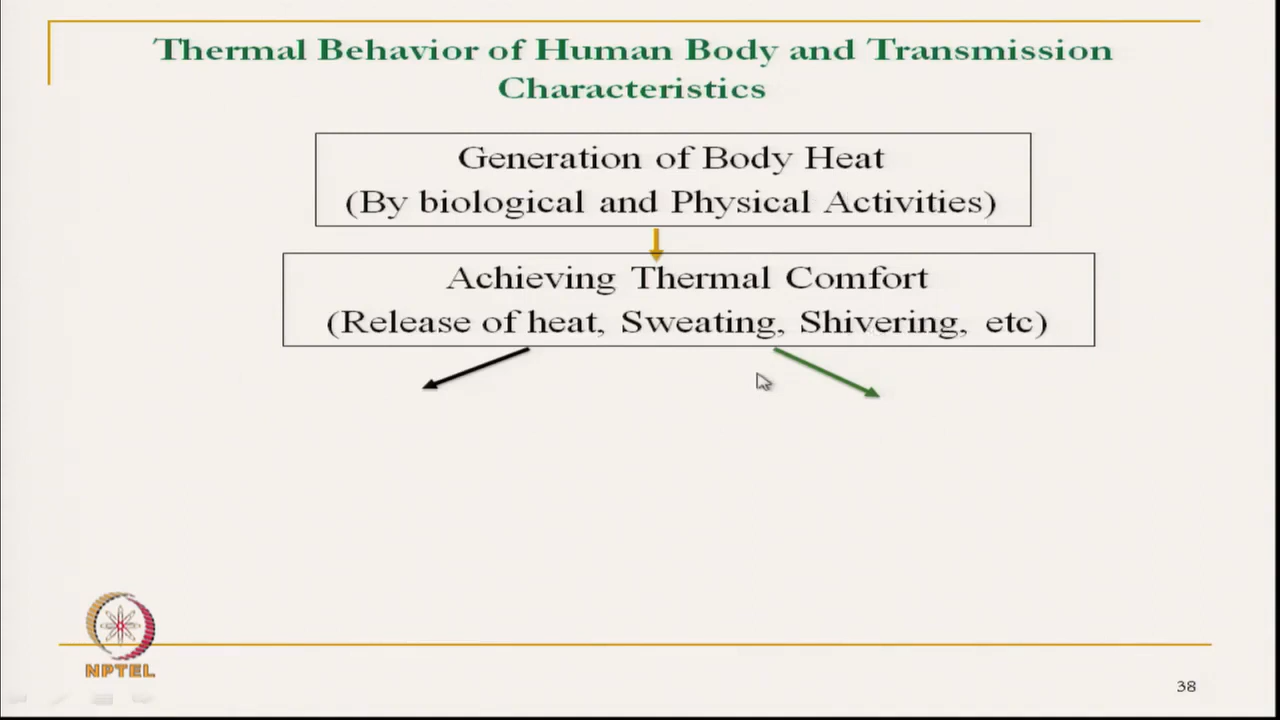 Thermal Behavior of Human Body and Transmission
Characteristics
Generation of Body Heat
(By biological and Physical Activities)
Achieving Thermal Comfort
(Release of heat, Sweating, Shivering, etc)
NPTEL
38